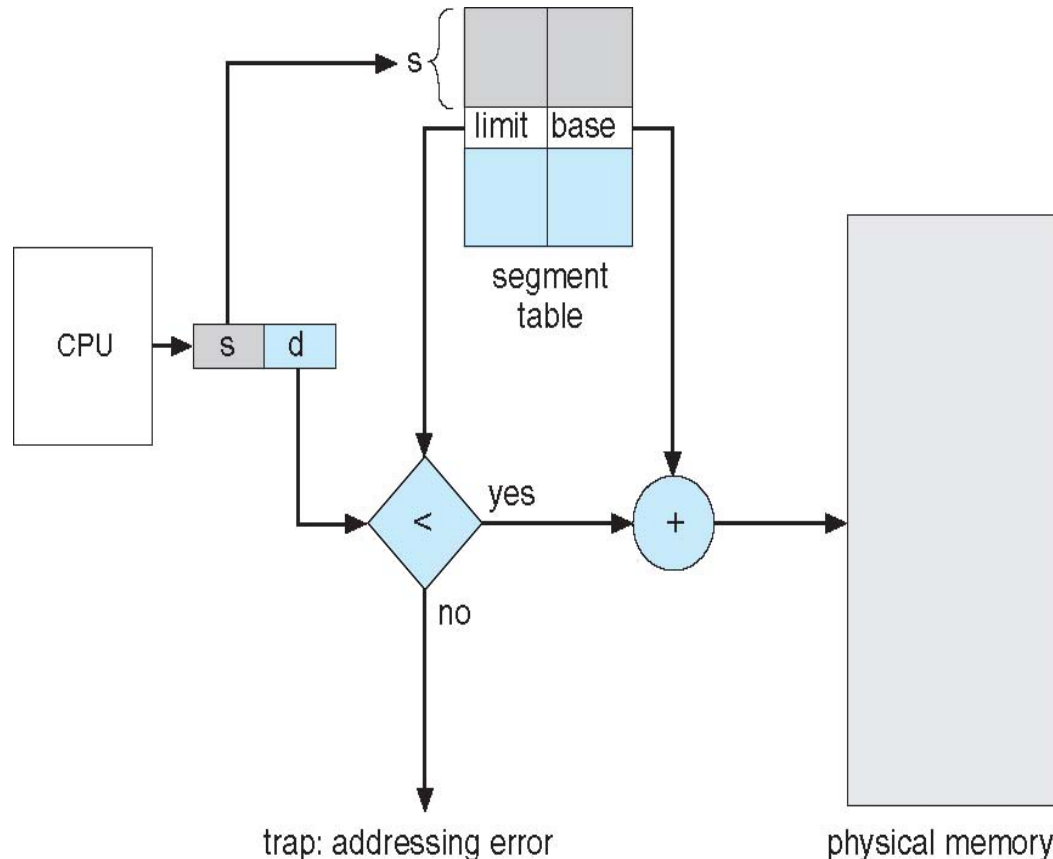 s
limit base
segment
table
CPU
s d
<
yes
+
no
trap: addressing error
physical memory